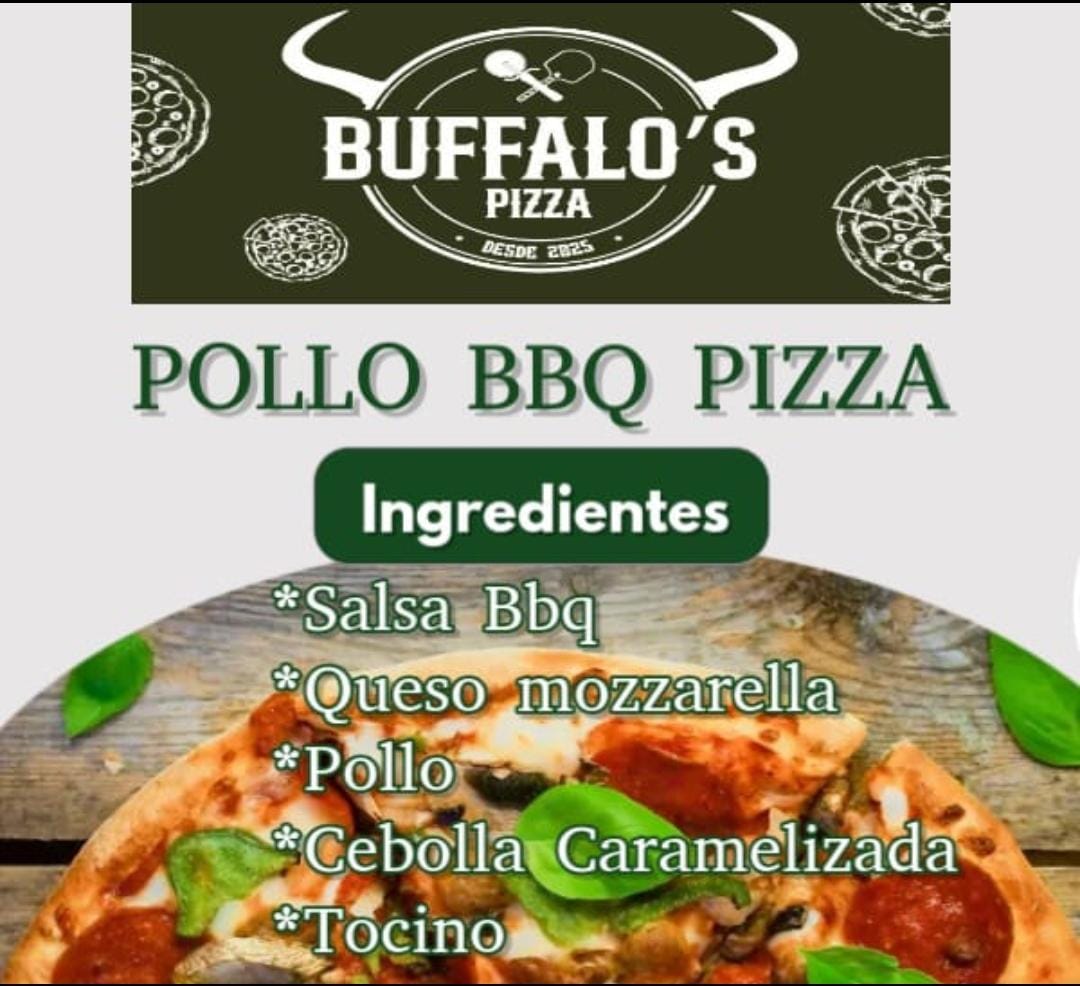 BUFFALO'S
PIZZA
· DESDE 2025 ·
POLLO BBQ PIZZA
Ingredientes
*Salsa Bbq
*Queso mozzarella
*Pollo
*Cebolla Caramelizada
*Tocino